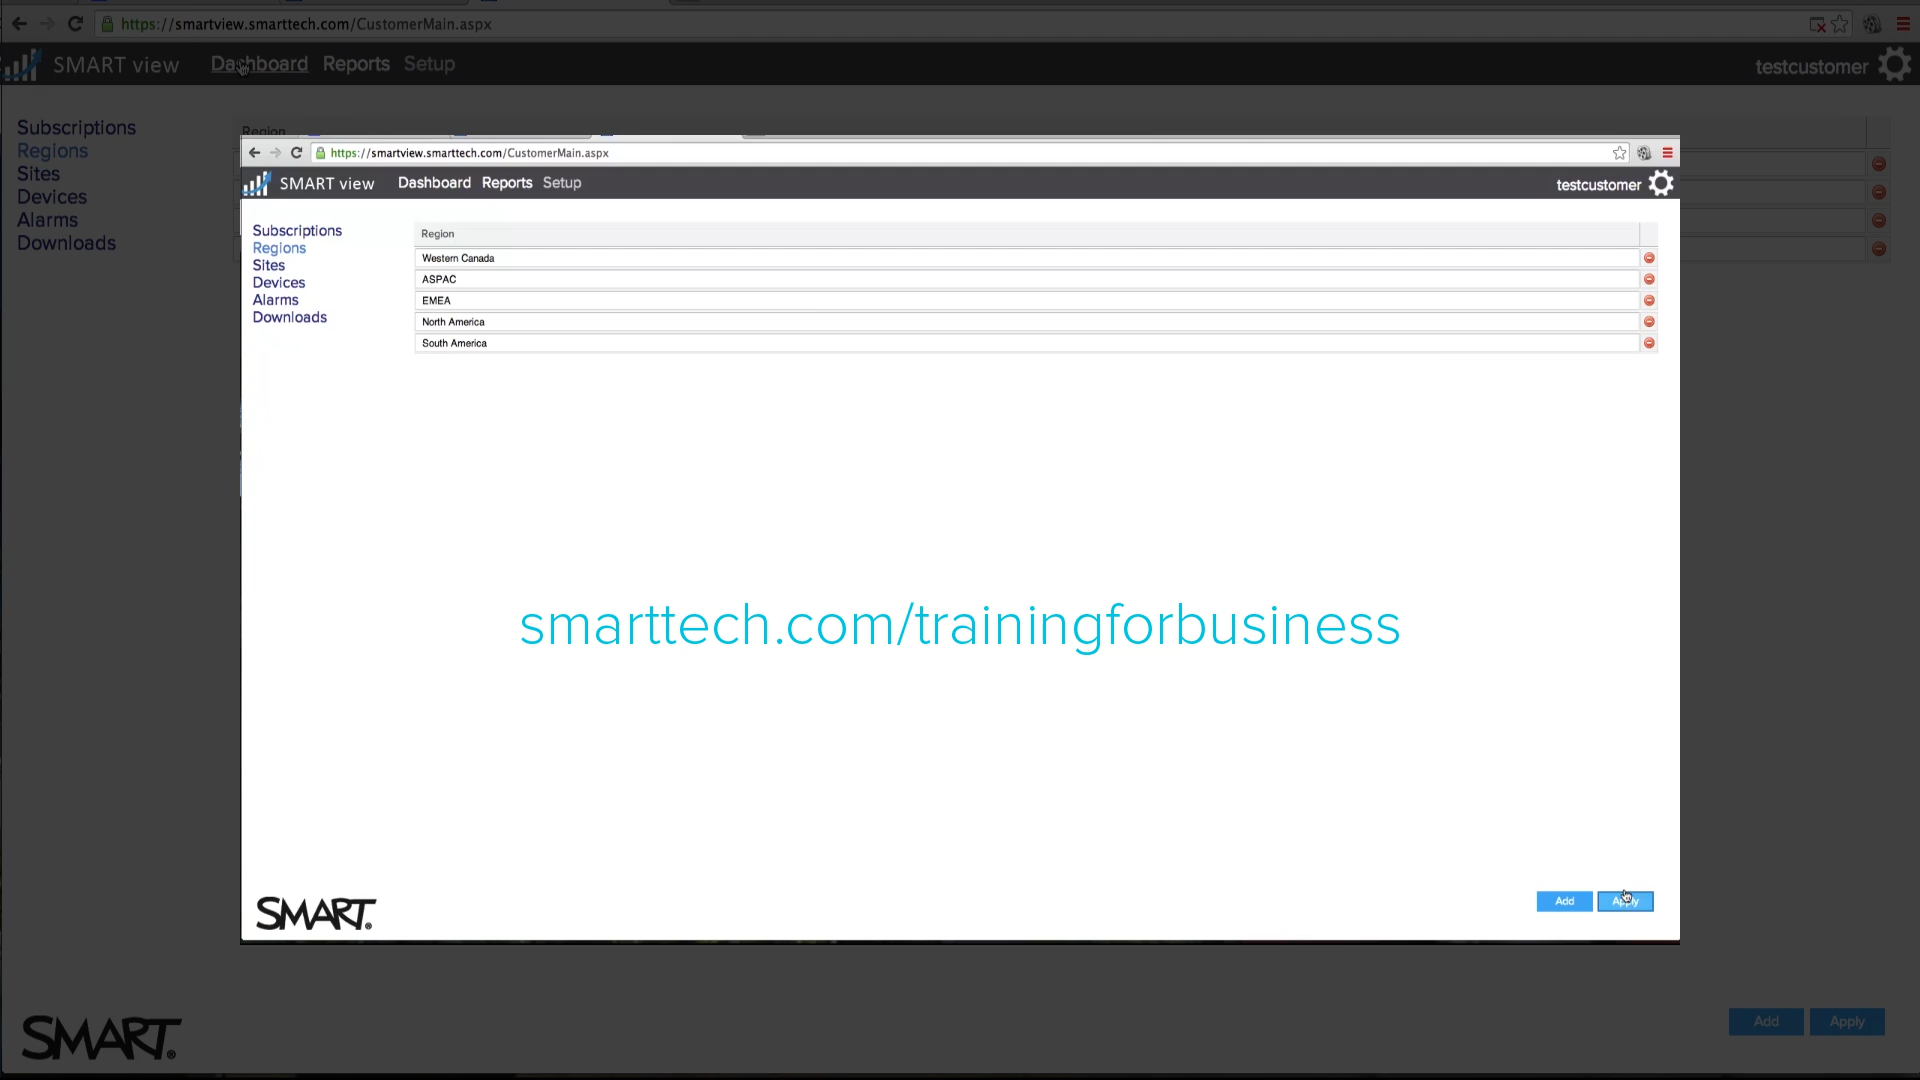 https://smartview.smarttech.com/CustomerMain.aspx
SMART view Dashboard Reports Setup testcustomer
Subscriptions
Regions
Sites
Devices
Alarms
Downloads
Region
https://smartview.smarttech.com/CustomerMain.aspx
SMART view Dashboard Reports Setup testcustomer
Subscriptions
Regions
Sites
Devices
Alarms
Downloads
Region
Western Canada
ASPAC
EMEA
North America
South America
smarttech.com/trainingforbusiness
SMART.
Add Apply
SMART.
Add Apply